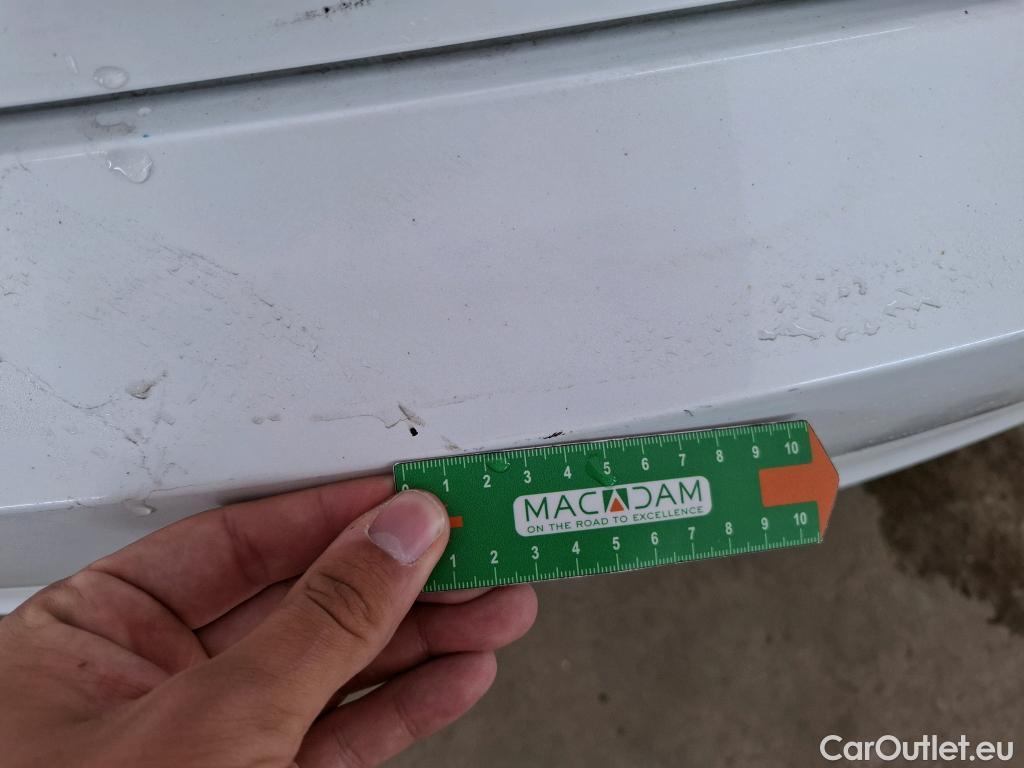 0 1 2 3 4 5 6 7 8 9 10
MACADAM
ON THE ROAD TO EXCELLENCE
1 2 3 4 5 6 7 8 9 10
CarOutlet.eu